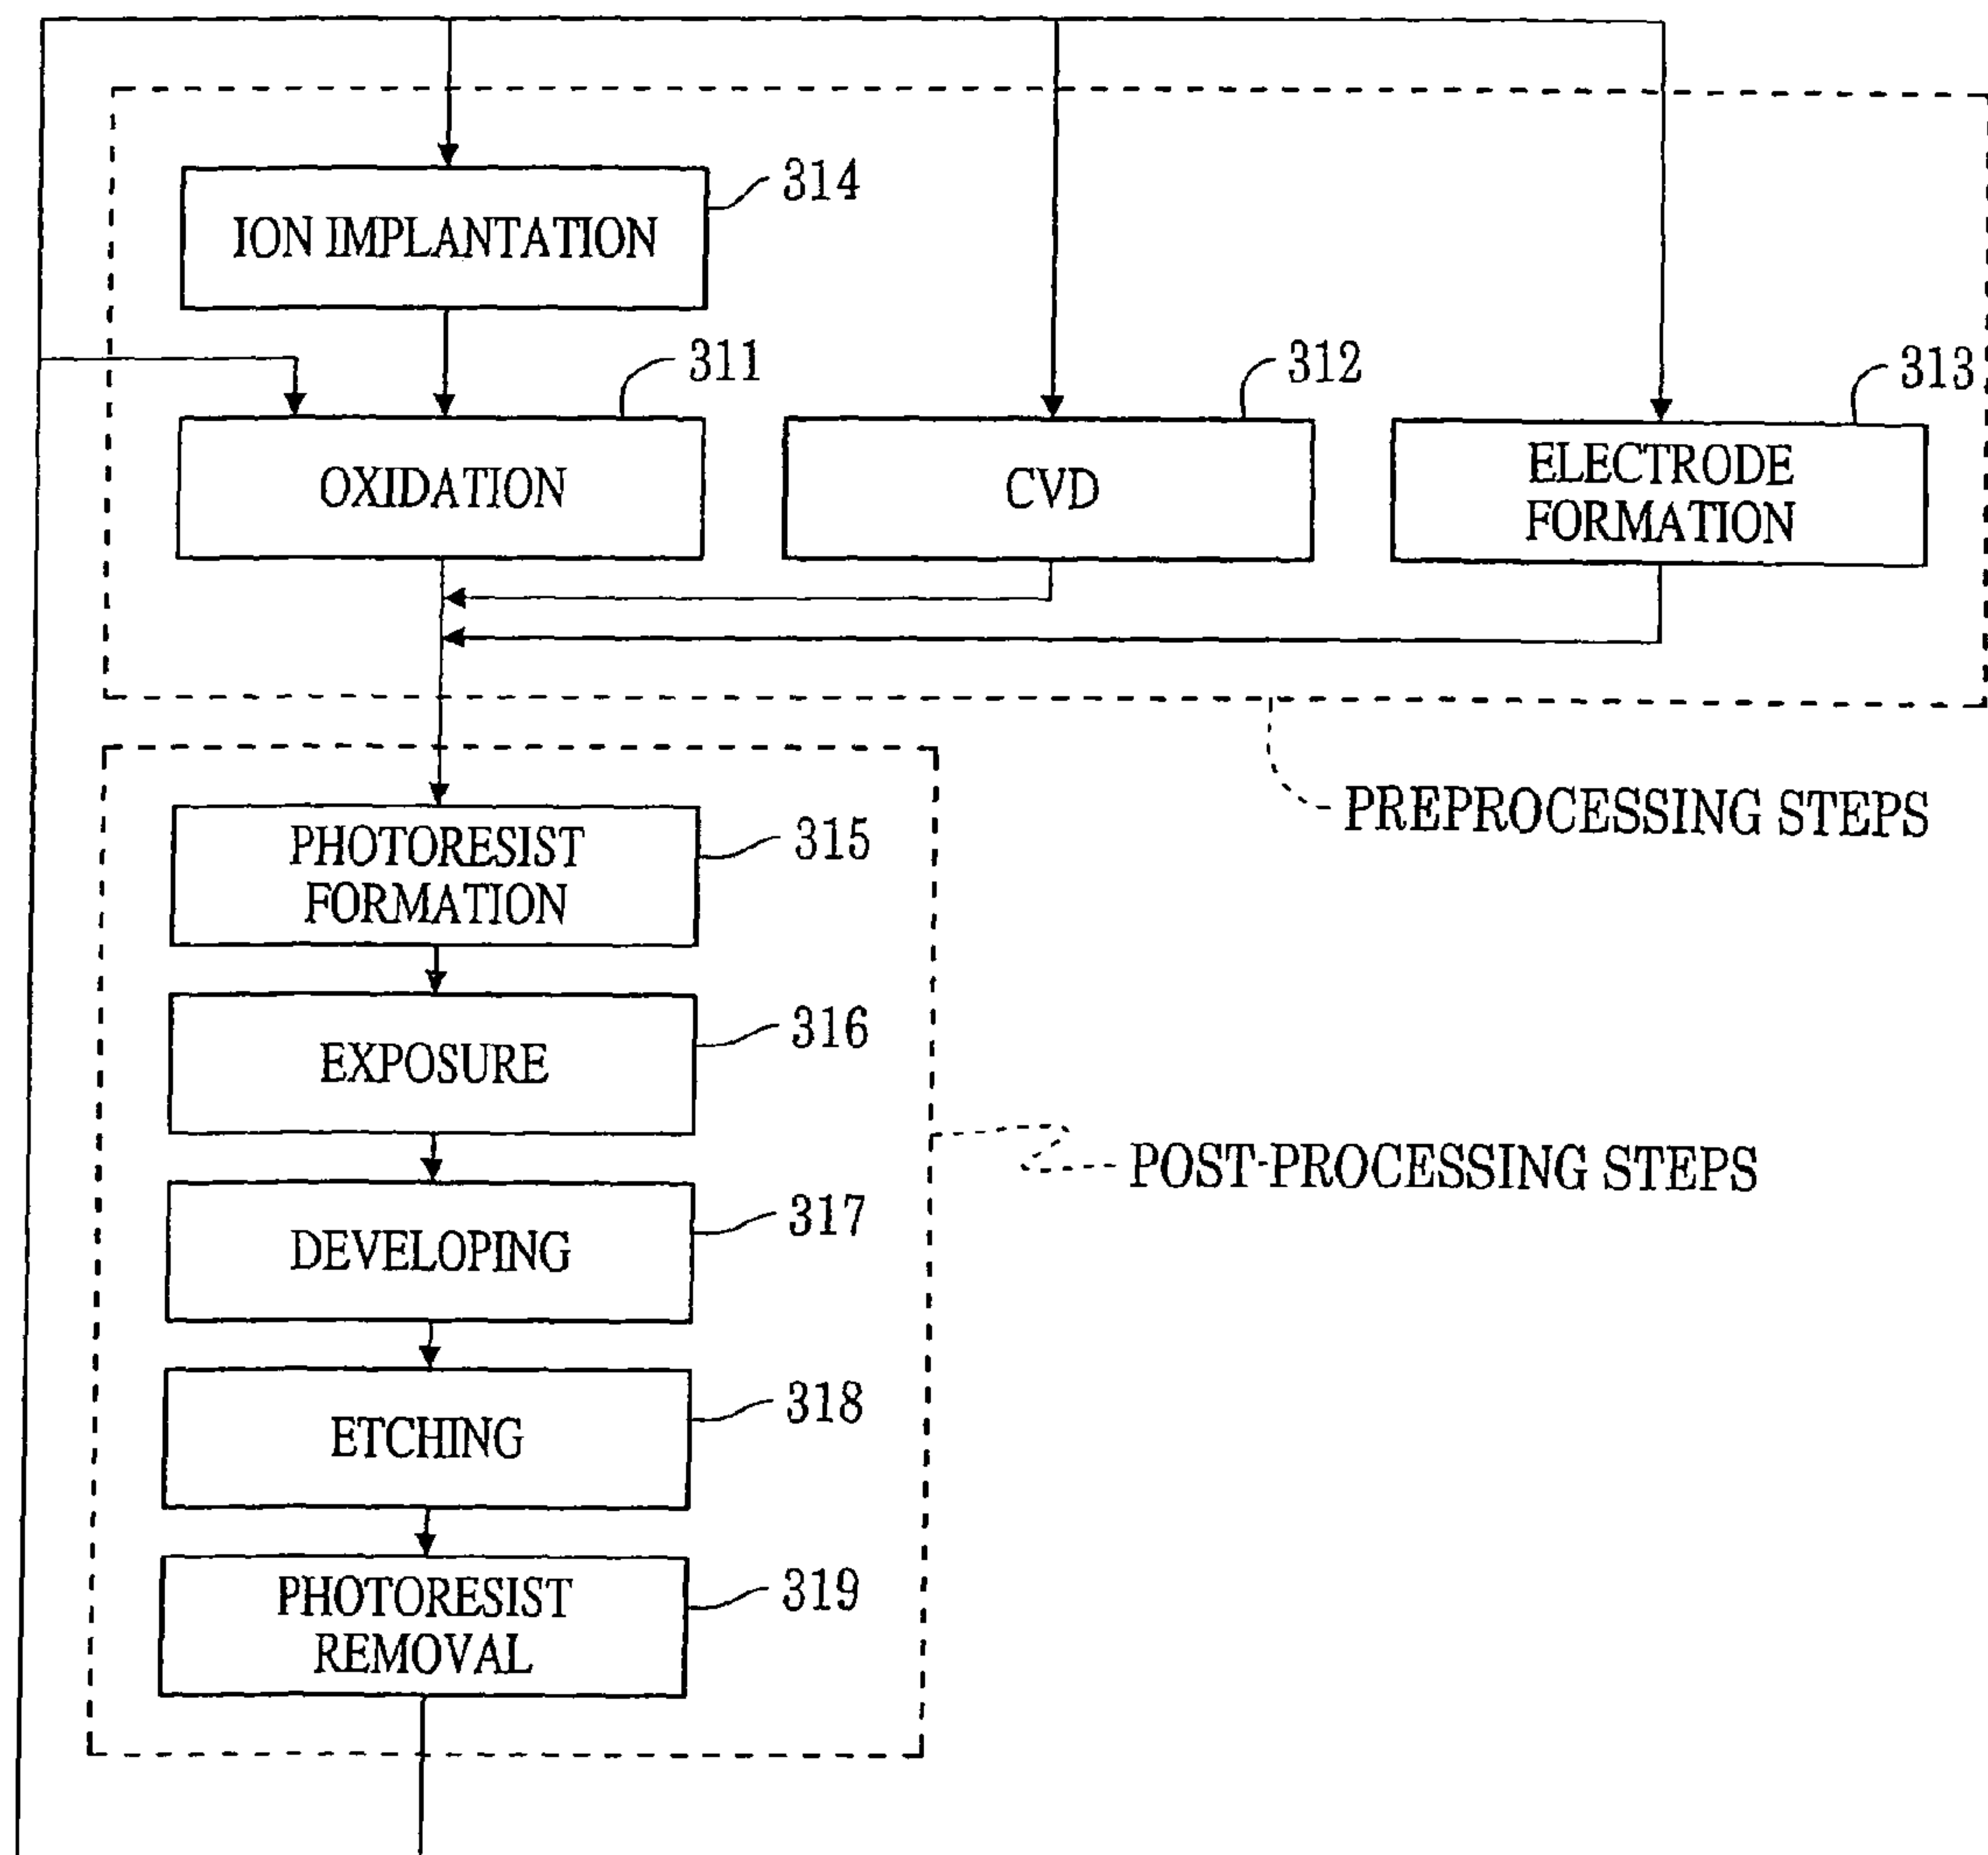 314
ION IMPLANTATION
311
312
313
OXIDATION
CVD
ELECTRODE
FORMATION
PREPROCESSING STEPS
315
PHOTORESIST
FORMATION
316
EXPOSURE
POST-PROCESSING STEPS
317
DEVELOPING
318
ETCHING
319
PHOTORESIST
REMOVAL